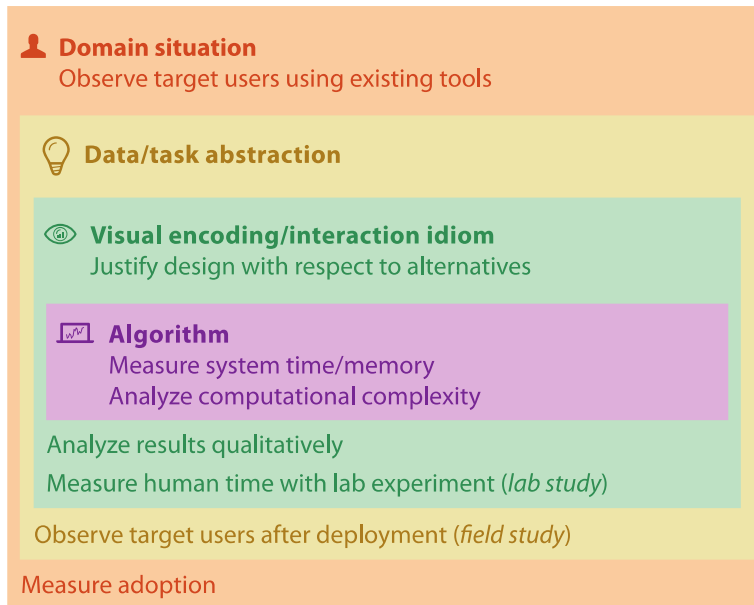 Domain situation
Observe target users using existing tools
Data/task abstraction
Visual encoding/interaction idiom
Justify design with respect to alternatives
Algorithm
Measure system time/memory
Analyze computational complexity
Analyze results qualitatively
Measure human time with lab experiment (lab study)
Observe target users after deployment (field study)
Measure adoption